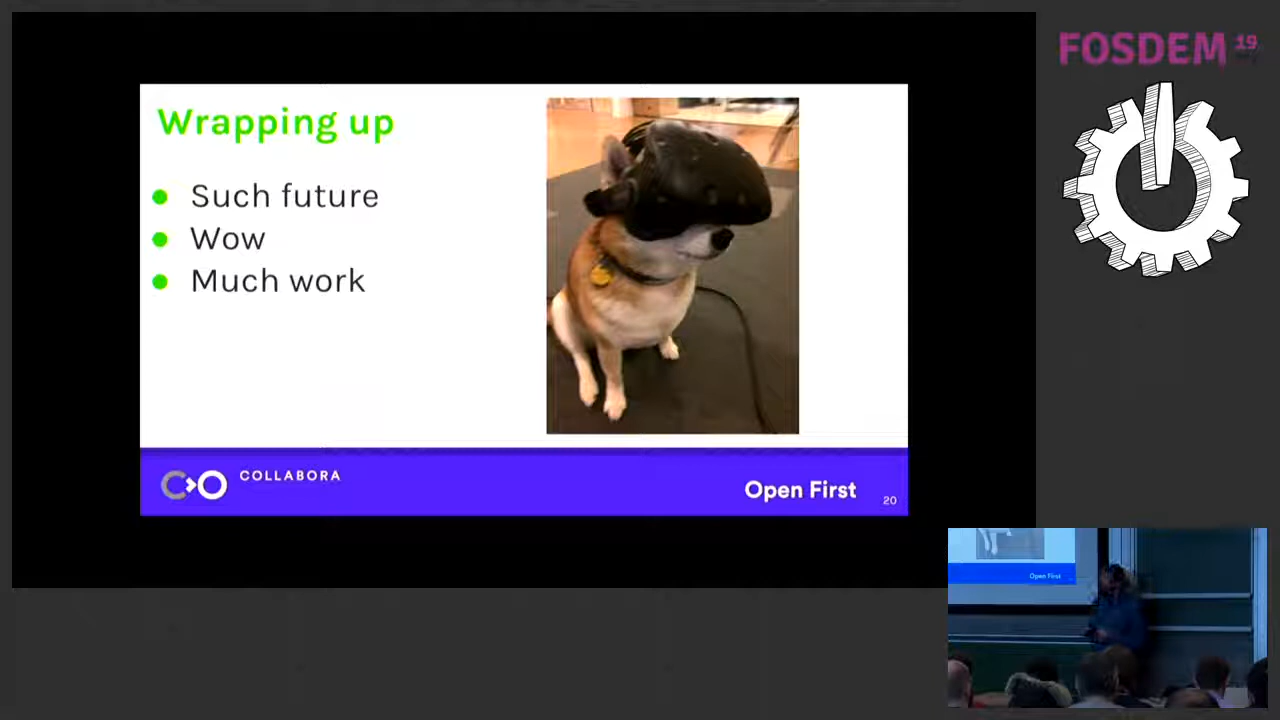 FOSDEM 19
Wrapping up
Such future
Wow
Much work
COLLABORA
Open First
20
Open First